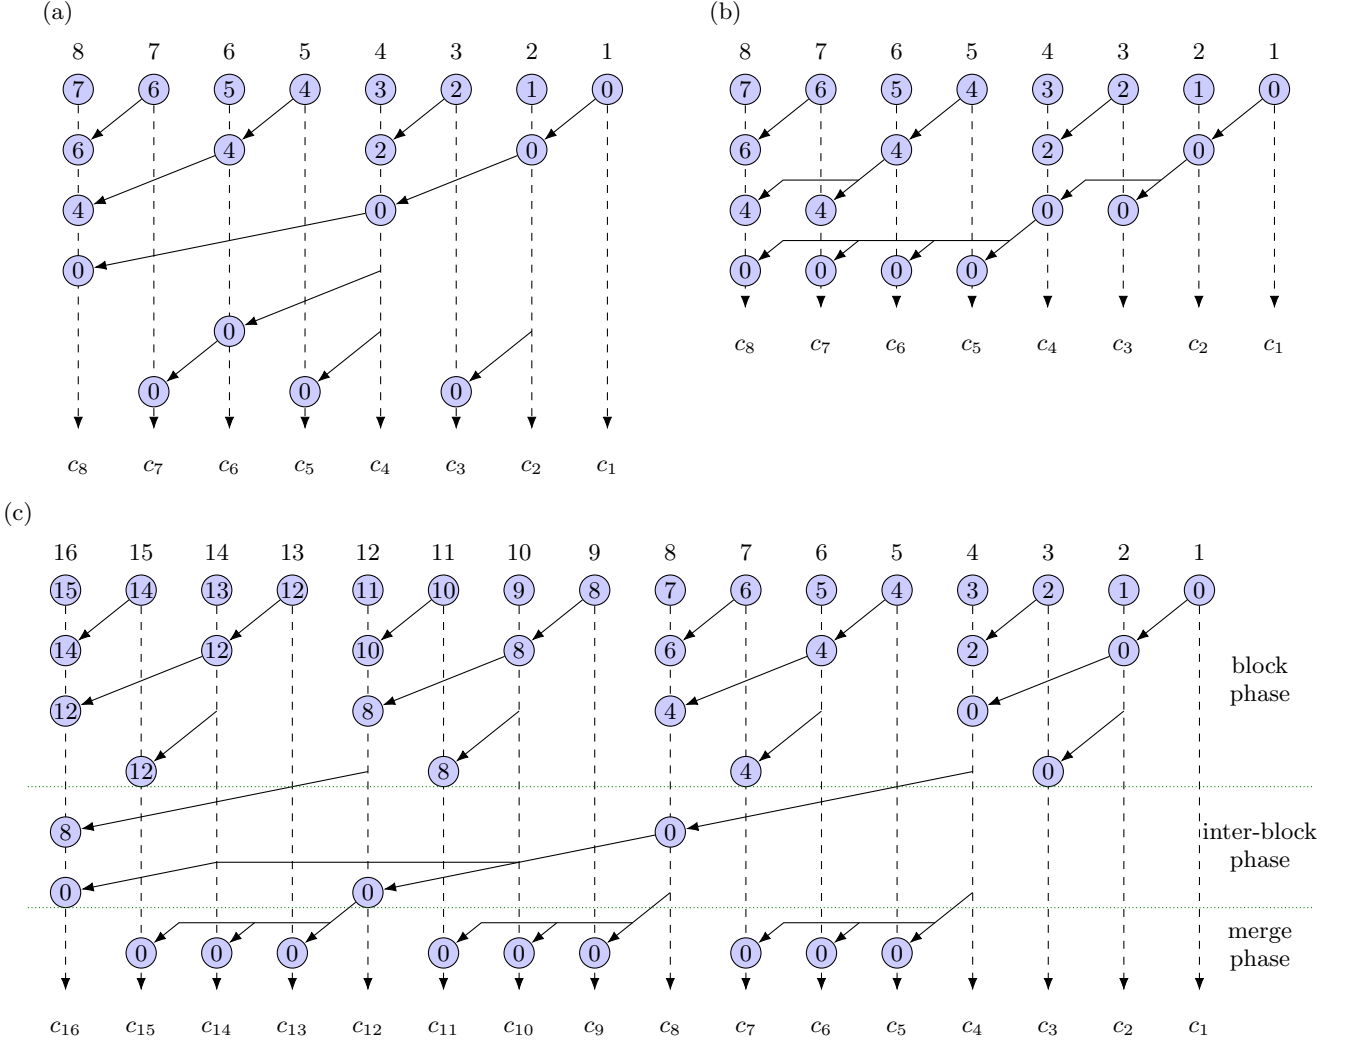 (a)
8 7 6 5 4 3 2 1
7 6 5 4 3 2 1 0
6 4 2 0
4 0
0
0
0 0 0
c8 c7 c6 c5 c4 c3 c2 c1
(b)
8 7 6 5 4 3 2 1
7 6 5 4 3 2 1 0
6 4 2 0
4 4 0 0
0 0 0 0
c8 c7 c6 c5 c4 c3 c2 c1
(c)
16 15 14 13 12 11 10 9 8 7 6 5 4 3 2 1
15 14 13 12 11 10 9 8 7 6 5 4 3 2 1 0
14 12 10 8 6 4 2 0
block
phase
12 8 4 0
12 8 4 0
8 0 inter-block
phase
0 0
merge
phase
0 0 0 0 0 0 0 0 0
c16 c15 c14 c13 c12 c11 c10 c9 c8 c7 c6 c5 c4 c3 c2 c1